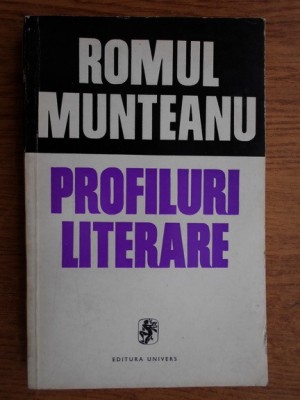 ROMUL
MUNTEANU
PROFILURI
LITERARE
EDITURA UNIVERS